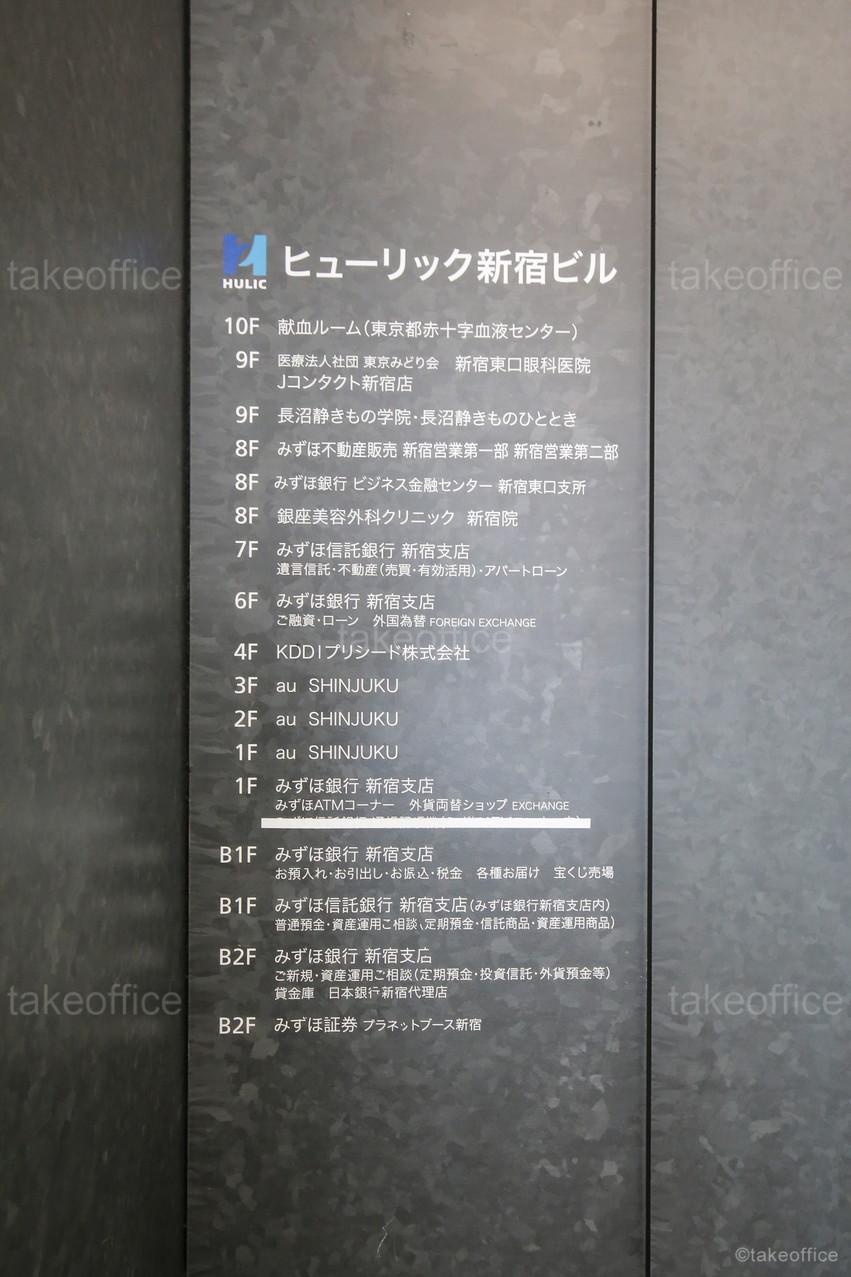 HULIC
ヒューリック新宿ビル
10F 献血ルーム(東京都赤十字血液センター)
9F 医療法人社団 東京みどり会 新宿東口眼科医院
Jコンタクト新宿店
9F 長沼静きもの学院・長沼静きものひととき
8F みずほ不動産販売 新宿営業第一部 新宿営業第二部
8F みずほ銀行 ビジネス金融センター 新宿東口支所
8F 銀座美容外科クリニック 新宿院
7F みずほ信託銀行 新宿支店
遺言信託・不動産(売買・有効活用)・アパートローン
6F みずほ銀行 新宿支店
ご融資・ローン 外国為替 FOREIGN EXCHANGE
4F KDDIプリシード株式会社
3F au SHINJUKU
2F au SHINJUKU
1F au SHINJUKU
1F みずほ銀行 新宿支店
みずほATMコーナー 外貨両替ショップ EXCHANGE
B1F みずほ銀行 新宿支店
お預入れ・お引出し・お振込・税金 各種お届け 宝くじ売場
B1F みずほ信託銀行 新宿支店(みずほ銀行新宿支店内)
普通預金・資産運用ご相談(定期預金・信託商品・資産運用商品)
B2F みずほ銀行 新宿支店
ご新規・資産運用ご相談(定期預金・投資信託・外貨預金等)
貸金庫 日本銀行新宿代理店
B2F みずほ証券 プラネットブース新宿
takeoffice
takeoffice
takeoffice
takeoffice
takeoffice
©takeoffice